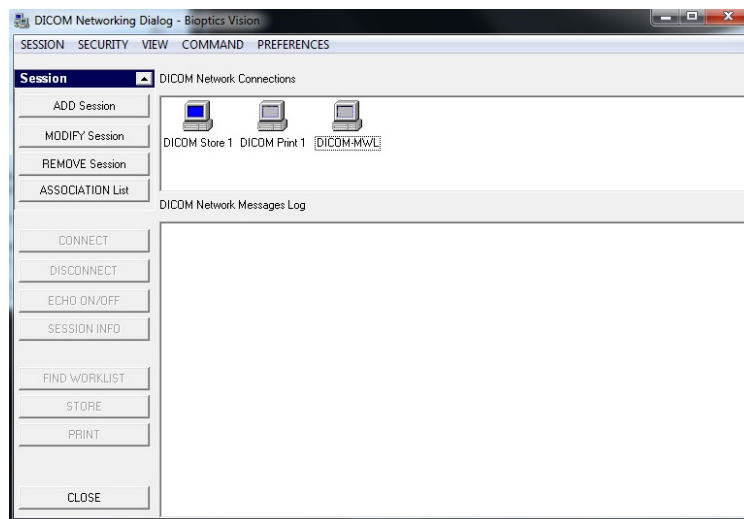 DICOM Networking Dialog - Bioptics Vision
SESSION SECURITY VIEW COMMAND PREFERENCES
Session
ADD Session
MODIFY Session
REMOVE Session
ASSOCIATION List
CONNECT
DISCONNECT
ECHO ON/OFF
SESSION INFO
FIND WORKLIST
STORE
PRINT
CLOSE
DICOM Network Connections
DICOM Store 1 DICOM Print 1 DICOM-MWL
DICOM Network Messages Log